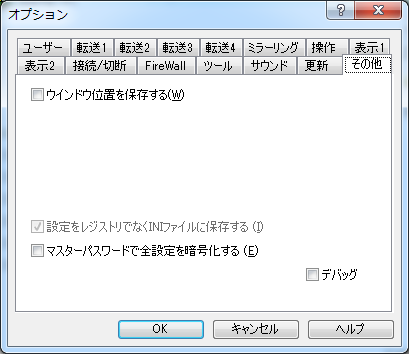 オプション
ユーザー 転送1 転送2 転送3 転送4 ミラーリング 操作 表示1
表示2 接続/切断 FireWall ツール サウンド 更新 その他
ウインドウ位置を保存する(W)
設定をレジストリでなくINIファイルに保存する (I)
マスターパスワードで全設定を暗号化する (E)
デバッグ
OK キャンセル ヘルプ